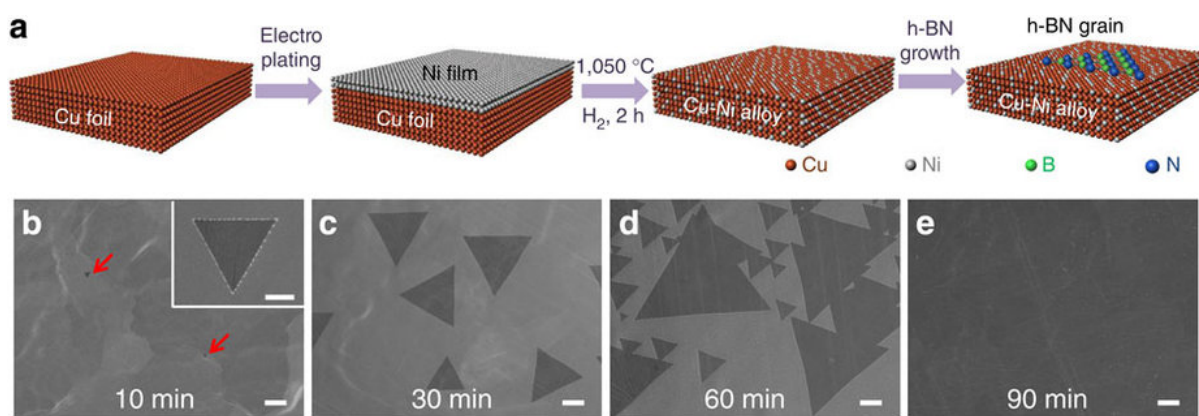 a
Electro
plating
1,050 °C
H2, 2 h
h-BN
growth
h-BN grain
Ni film
Cu foil
Cu foil
Cu-Ni alloy
Cu-Ni alloy
Cu
Ni
B
N
b
c
d
e
10 min
30 min
60 min
90 min